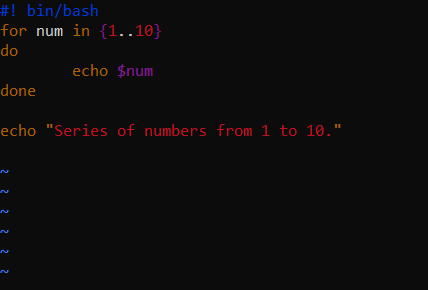 #! bin/bash
for num in {1..10}
do
        echo $num
done

echo "Series of numbers from 1 to 10."

~
~
~
~
~
~